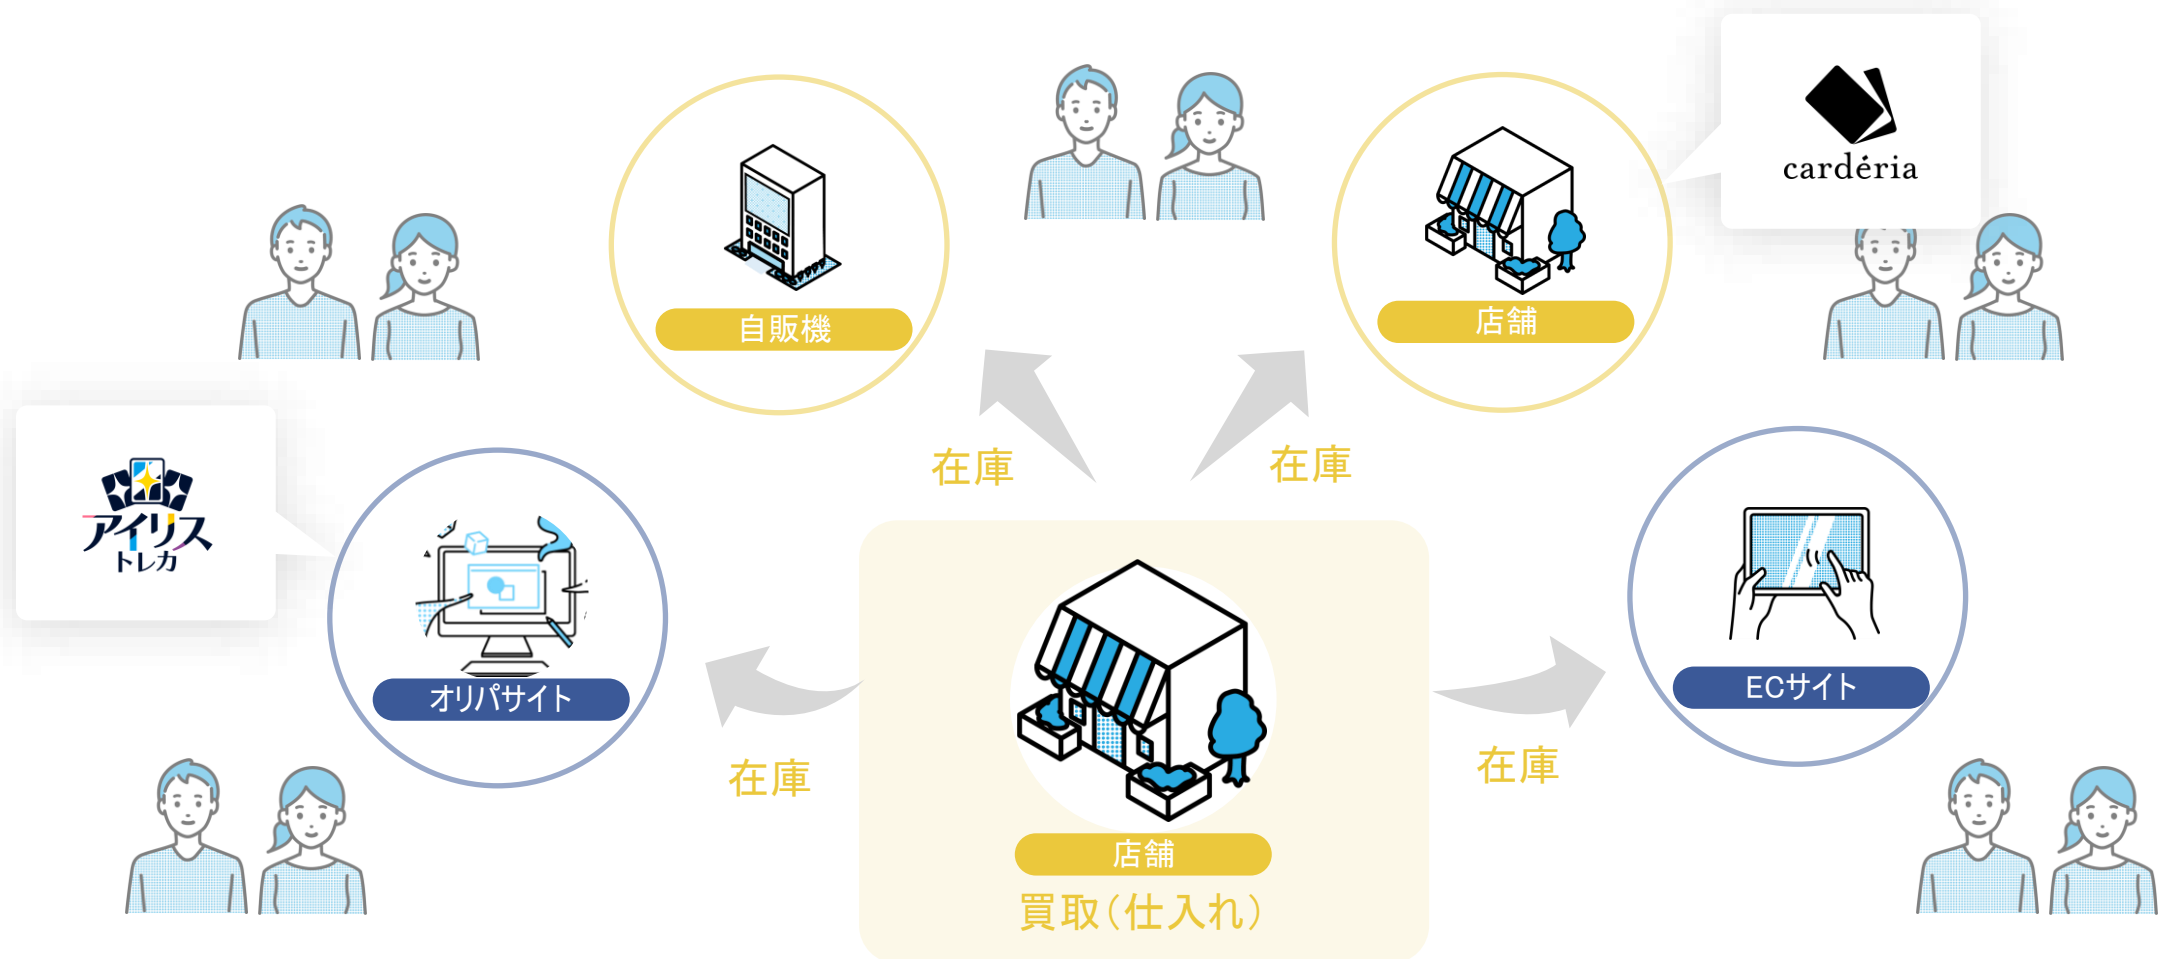 cardéria
自販機
店舗
在庫
在庫
アイリス
トレカ
オリパサイト
ECサイト
在庫
在庫
店舗
買取(仕入れ)